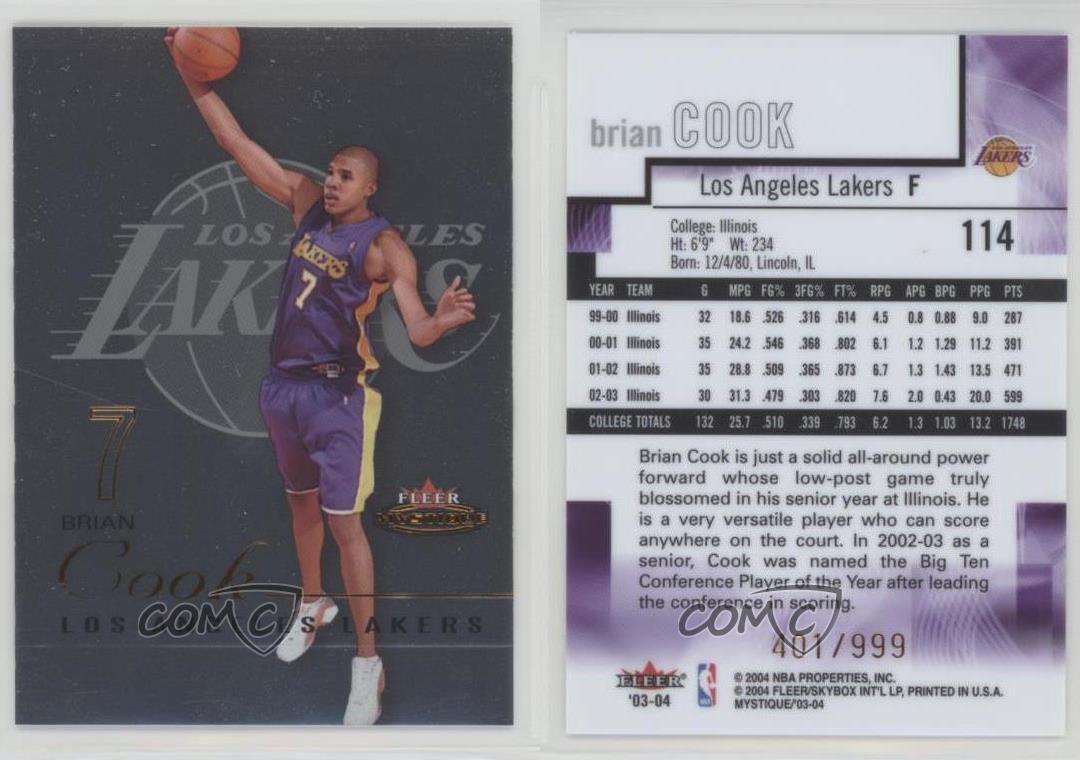 LOS ANGELES
LAKERS
LAKERS
7
7
BRIAN
Cook
LOS ANGELES LAKERS
FLEER
MYSTIQUE
COMC
brian COOK
LAKERS
Los Angeles Lakers F
114
College: Illinois
Ht: 6'9" Wt: 234
Born: 12/4/80, Lincoln, IL
YEAR TEAM G MPG FG% 3FG% FT% RPG APG BPG PPG PTS
99-00 Illinois 32 18.6 .526 .316 .614 4.5 0.8 0.88 9.0 287
00-01 Illinois 35 24.2 .546 .368 .802 6.1 1.2 1.29 11.2 391
01-02 Illinois 35 28.8 .509 .365 .873 6.7 1.3 1.43 13.5 471
02-03 Illinois 30 31.3 .479 .303 .820 7.6 2.0 0.43 20.0 599
COLLEGE TOTALS 132 25.7 .510 .339 .793 6.2 1.3 1.03 13.2 1748
Brian Cook is just a solid all-around power
forward whose low-post game truly
blossomed in his senior year at Illinois. He
is a very versatile player who can score
anywhere on the court. In 2002-03 as a
senior, Cook was named the Big Ten
Conference Player of the Year after leading
the conference in scoring.
COMC
401/999
FLEER
'03-04
NBA
© 2004 NBA PROPERTIES, INC.
© 2004 FLEER/SKYBOX INT'L LP, PRINTED IN U.S.A.
MYSTIQUE/'03-04